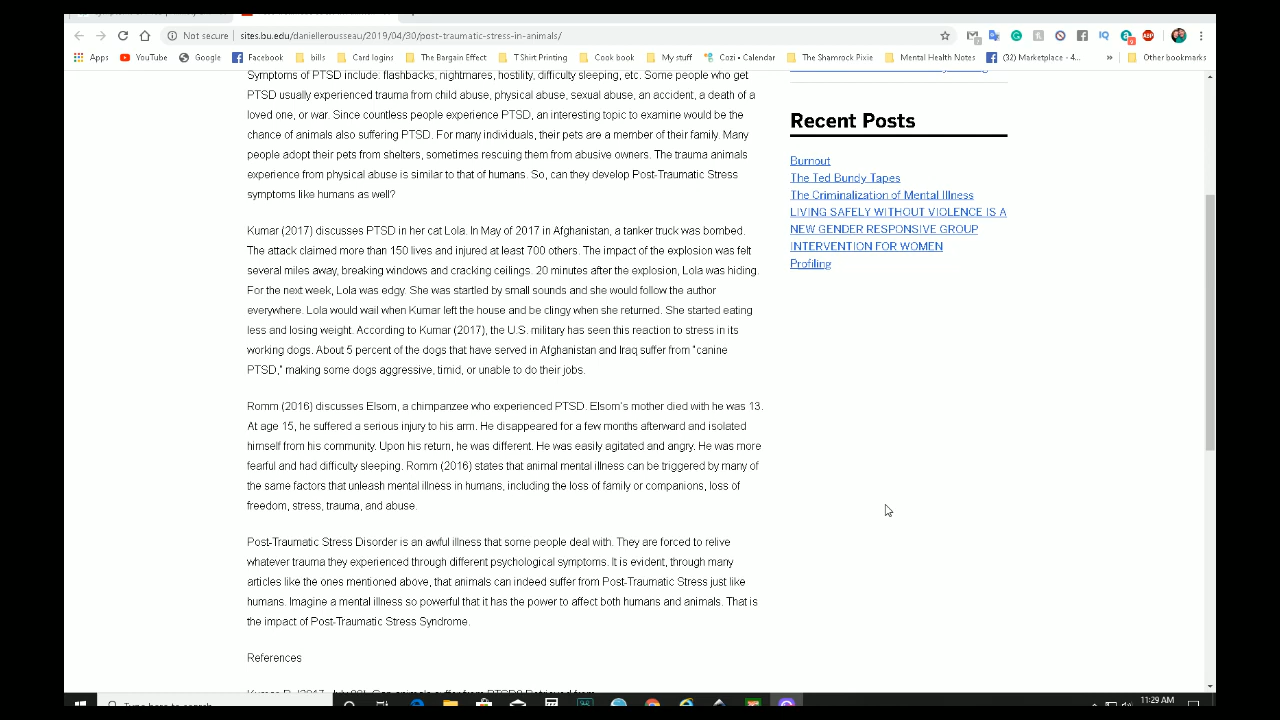 Not secure | sites.bu.edu/daniellerousseau/2019/04/30/post-traumatic-stress-in-animals/
Apps YouTube Google Facebook bills Card logins The Bargain Effect T Shirt Printing Cook book My stuff Cozi • Calendar The Shamrock Pixie Mental Health Notes (32) Marketplace - 4... » Other bookmarks
Symptoms of PTSD include: flashbacks, nightmares, hostility, difficulty sleeping, etc. Some people who get
PTSD usually experienced trauma from child abuse, physical abuse, sexual abuse, an accident, a death of a
loved one, or war. Since countless people experience PTSD, an interesting topic to examine would be the
chance of animals also suffering PTSD. For many individuals, their pets are a member of their family. Many
people adopt their pets from shelters, sometimes rescuing them from abusive owners. The trauma animals
experience from physical abuse is similar to that of humans. So, can they develop Post-Traumatic Stress
symptoms like humans as well?
Kumar (2017) discusses PTSD in her cat Lola. In May of 2017 in Afghanistan, a tanker truck was bombed.
The attack claimed more than 150 lives and injured at least 700 others. The impact of the explosion was felt
several miles away, breaking windows and cracking ceilings. 20 minutes after the explosion, Lola was hiding.
For the next week, Lola was edgy. She was startled by small sounds and she would follow the author
everywhere. Lola would wail when Kumar left the house and be clingy when she returned. She started eating
less and losing weight. According to Kumar (2017), the U.S. military has seen this reaction to stress in its
working dogs. About 5 percent of the dogs that have served in Afghanistan and Iraq suffer from "canine
PTSD," making some dogs aggressive, timid, or unable to do their jobs.
Romm (2016) discusses Elsom, a chimpanzee who experienced PTSD. Elsom's mother died with he was 13.
At age 15, he suffered a serious injury to his arm. He disappeared for a few months afterward and isolated
himself from his community. Upon his return, he was different. He was easily agitated and angry. He was more
fearful and had difficulty sleeping. Romm (2016) states that animal mental illness can be triggered by many of
the same factors that unleash mental illness in humans, including the loss of family or companions, loss of
freedom, stress, trauma, and abuse.
Post-Traumatic Stress Disorder is an awful illness that some people deal with. They are forced to relive
whatever trauma they experienced through different psychological symptoms. It is evident, through many
articles like the ones mentioned above, that animals can indeed suffer from Post-Traumatic Stress just like
humans. Imagine a mental illness so powerful that it has the power to affect both humans and animals. That is
the impact of Post-Traumatic Stress Syndrome.
References
Recent Posts
Burnout
The Ted Bundy Tapes
The Criminalization of Mental Illness
LIVING SAFELY WITHOUT VIOLENCE IS A
NEW GENDER RESPONSIVE GROUP
INTERVENTION FOR WOMEN
Profiling
Type here to search
11:29 AM